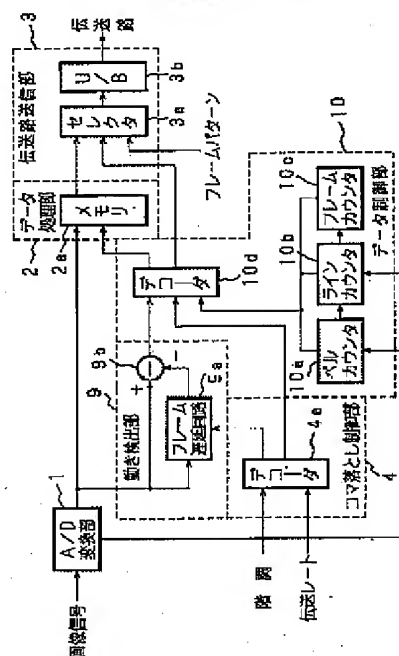 画像信号
1
A/D
変換部
9
動き検出部
9b
+
−
フレーム
遅延回路
9a
階調
伝送レート
デコーダ
4a
コマ落とし制御部
4
2
データ
処理部
2a
メモリ
3
伝送路送信部
セレクタ
3a
U/B
3b
伝送路
フレームパターン
デコーダ
10d
10
データ制御部
10a
ペル
カウンタ
10b
ライン
カウンタ
10c
フレーム
カウンタ